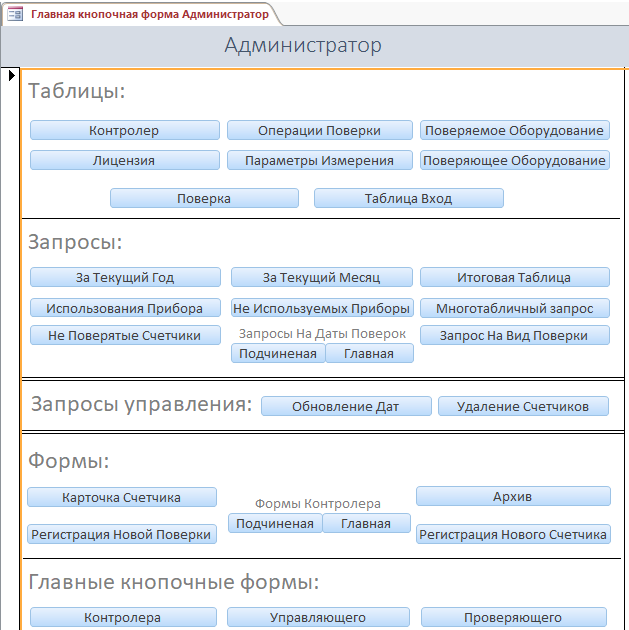 Главная кнопочная форма Администратор
Администратор
Таблицы:
Контролер Операции Поверки Поверяемое Оборудование
Лицензия Параметры Измерения Поверяющее Оборудование
Поверка Таблица Вход
Запросы:
За Текущий Год За Текущий Месяц Итоговая Таблица
Использования Прибора Не Используемых Приборы Многотабличный запрос
Не Поверятые Счетчики Запросы На Даты Поверок Запрос На Вид Поверки
Подчиненая Главная
Запросы управления: Обновление Дат Удаление Счетчиков
Формы:
Карточка Счетчика Формы Контролера Архив
Регистрация Новой Поверки Подчиненая Главная Регистрация Нового Счетчика
Главные кнопочные формы:
Контролера Управляющего Проверяющего